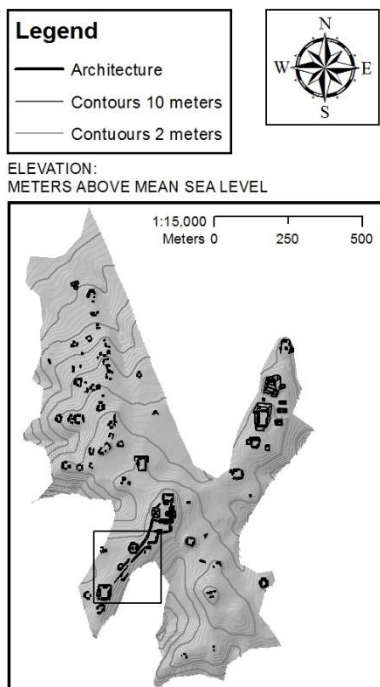 Legend
Architecture
Contours 10 meters
Contuours 2 meters
N
W E
S
ELEVATION:
METERS ABOVE MEAN SEA LEVEL
1:15,000
Meters 0 250 500